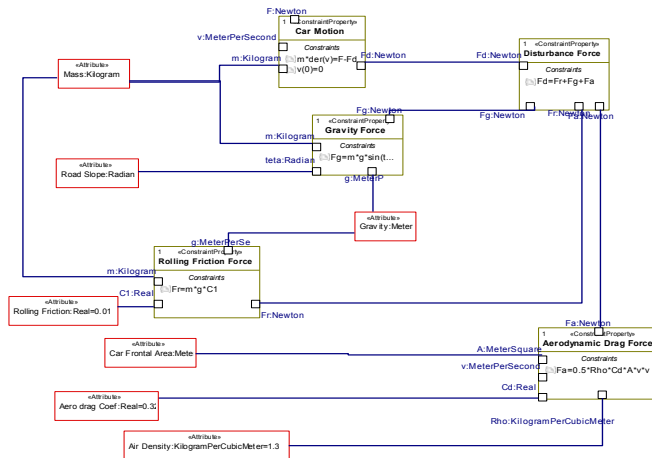 F:Newton
1 «ConstraintProperty»
Car Motion
v:MeterPerSecond
Constraints
m:Kilogram
m*der(v)=F-Fd
v(0)=0
Fd:Newton
Fd:Newton
1 «ConstraintProperty»
Disturbance Force
Constraints
Fd=Fr+Fg+Fa
Fg:Newton
Fr:Newton
Fa:Newton
«Attribute»
Mass:Kilogram
Fg:Newton
1 «ConstraintProperty»
Gravity Force
m:Kilogram
Constraints
Fg=m*g*sin(t...
teta:Radian
g:MeterP
«Attribute»
Road Slope:Radian
«Attribute»
Gravity:Meter
g:MeterPerSe
1 «ConstraintProperty»
Rolling Friction Force
m:Kilogram
Constraints
Fr=m*g*C1
C1:Real
Fr:Newton
«Attribute»
Rolling Friction:Real=0.01
Fa:Newton
1 «ConstraintProperty»
Aerodynamic Drag Force
A:MeterSquare
Constraints
Fa=0.5*Rho*Cd*A*v*v
v:MeterPerSecond
Cd:Real
Rho:KilogramPerCubicMeter
«Attribute»
Car Frontal Area:Mete
«Attribute»
Aero drag Coef:Real=0.32
«Attribute»
Air Density:KilogramPerCubicMeter=1.3